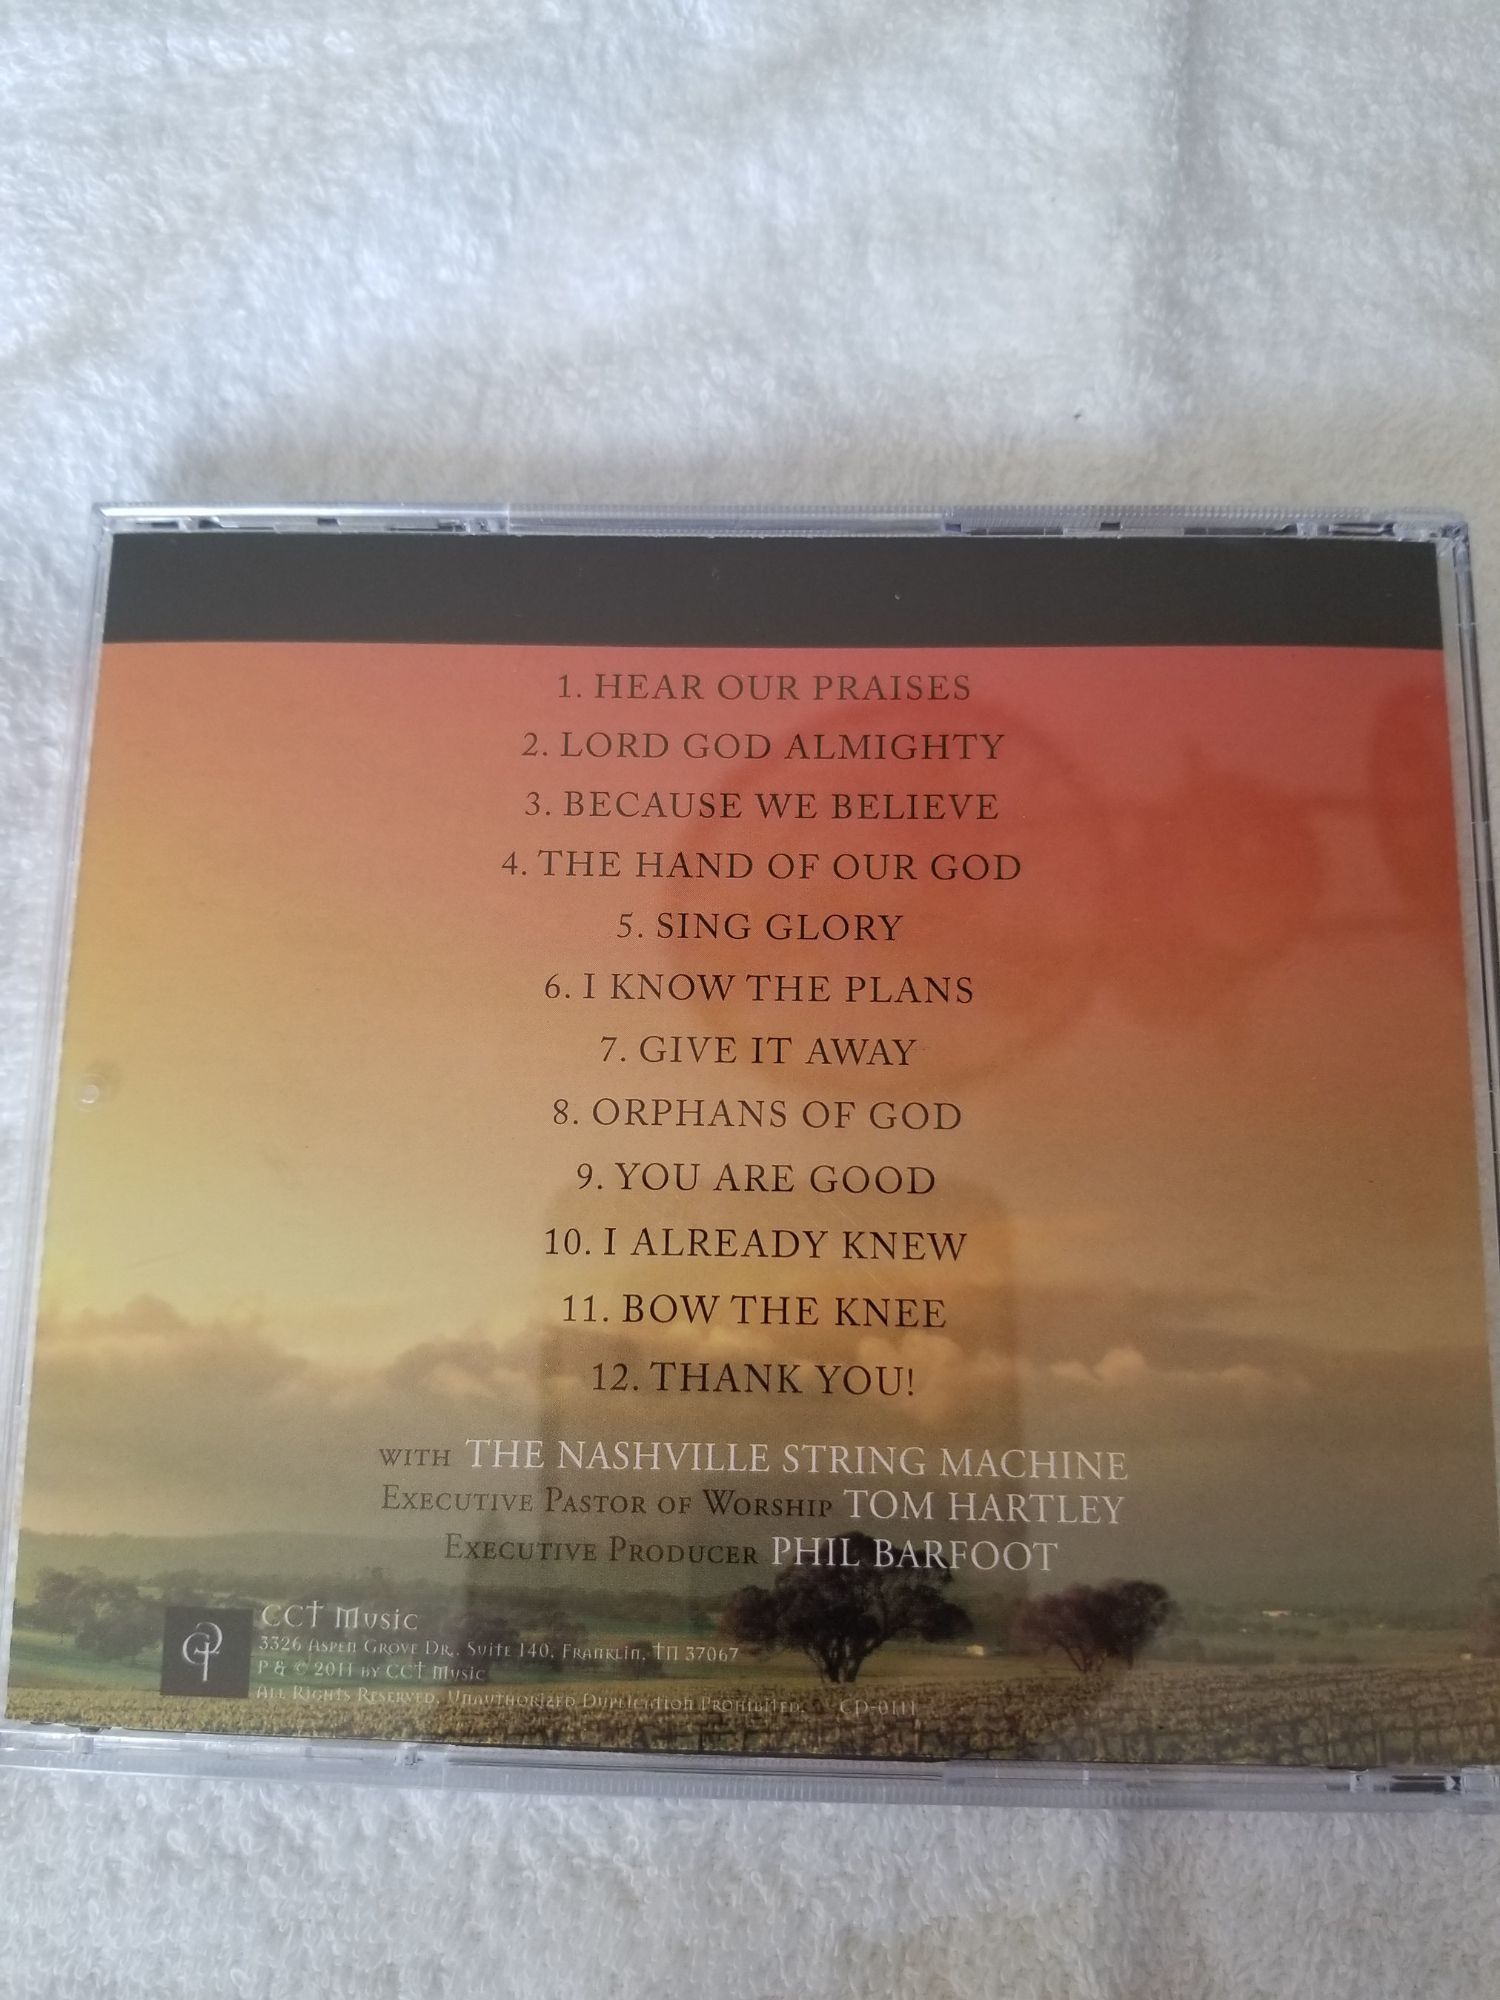 1. HEAR OUR PRAISES
2. LORD GOD ALMIGHTY
3. BECAUSE WE BELIEVE
4. THE HAND OF OUR GOD
5. SING GLORY
6. I KNOW THE PLANS
7. GIVE IT AWAY
8. ORPHANS OF GOD
9. YOU ARE GOOD
10. I ALREADY KNEW
11. BOW THE KNEE
12. THANK YOU!
WITH THE NASHVILLE STRING MACHINE
EXECUTIVE PASTOR OF WORSHIP TOM HARTLEY
EXECUTIVE PRODUCER PHIL BARFOOT
CCT Music
3326 Aspen Grove Dr., Suite 140, Franklin, TN 37067
P & © 2011 by CCT Music
All Rights Reserved. Unauthorized Duplication Prohibited. CD-0111